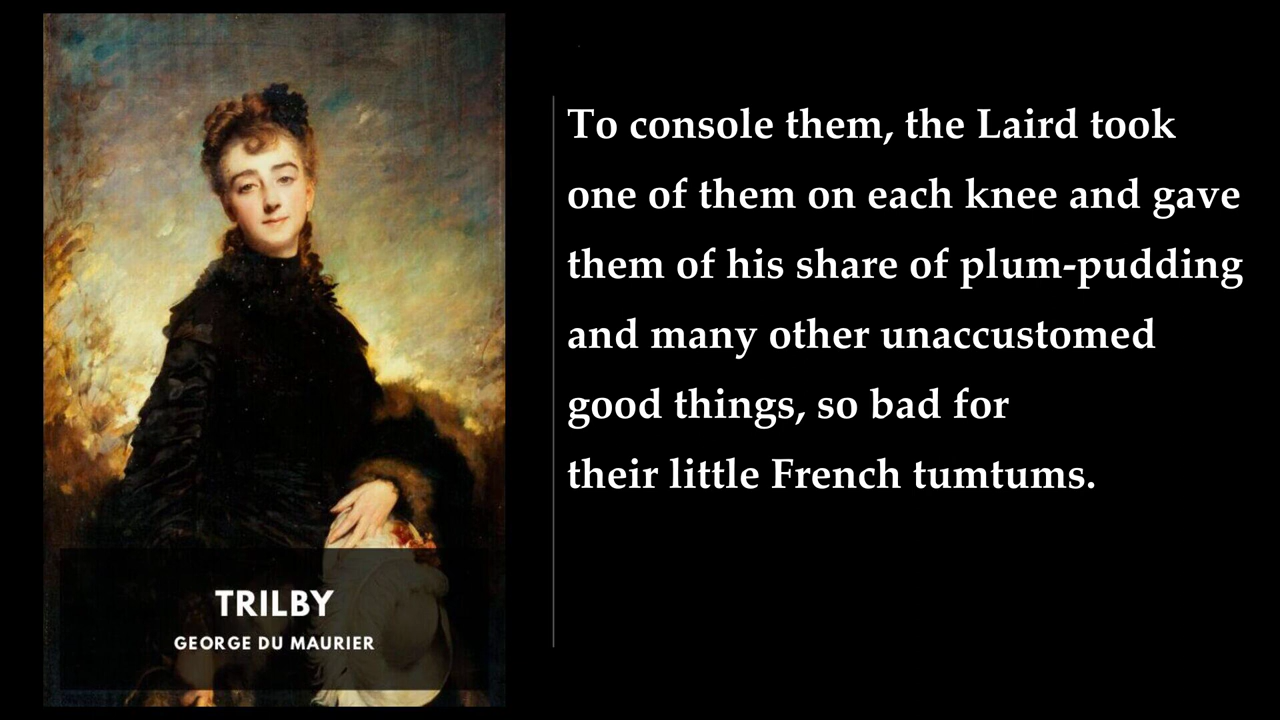 TRILBY
GEORGE DU MAURIER
To console them, the Laird took
one of them on each knee and gave
them of his share of plum-pudding
and many other unaccustomed
good things, so bad for
their little French tumtums.